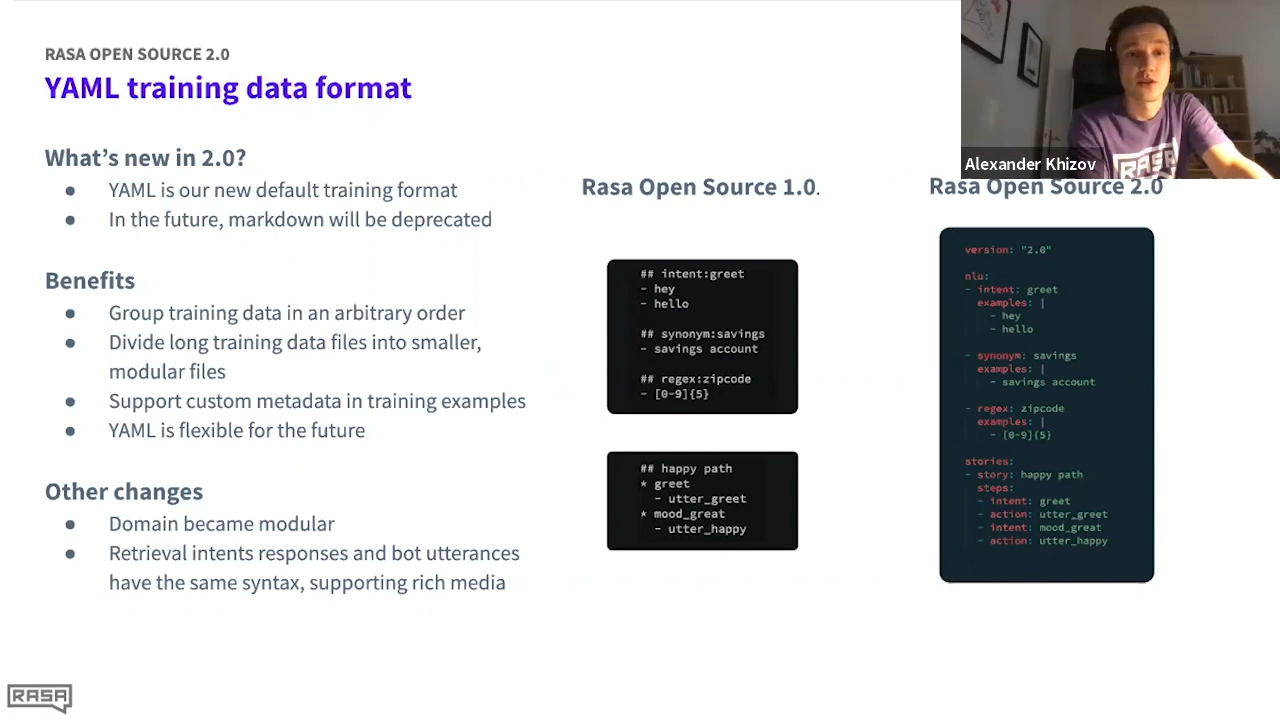 RASA OPEN SOURCE 2.0
YAML training data format
What's new in 2.0?
● YAML is our new default training format
● In the future, markdown will be deprecated
Benefits
● Group training data in an arbitrary order
● Divide long training data files into smaller,
modular files
● Support custom metadata in training examples
● YAML is flexible for the future
Other changes
● Domain became modular
● Retrieval intents responses and bot utterances
have the same syntax, supporting rich media
Rasa Open Source 1.0.
## intent:greet
- hey
- hello
## synonym:savings
- savings account
## regex:zipcode
- [0-9]{5}
## happy path
* greet
- utter_greet
* mood_great
- utter_happy
Alexander Khizov
RASA
Rasa Open Source 2.0
version: "2.0"
nlu:
- intent: greet
examples: |
- hey
- hello
- synonym: savings
examples: |
- savings account
- regex: zipcode
examples: |
- [0-9]{5}
stories:
- story: happy path
steps:
- intent: greet
- action: utter_greet
- intent: mood_great
- action: utter_happy
RASA